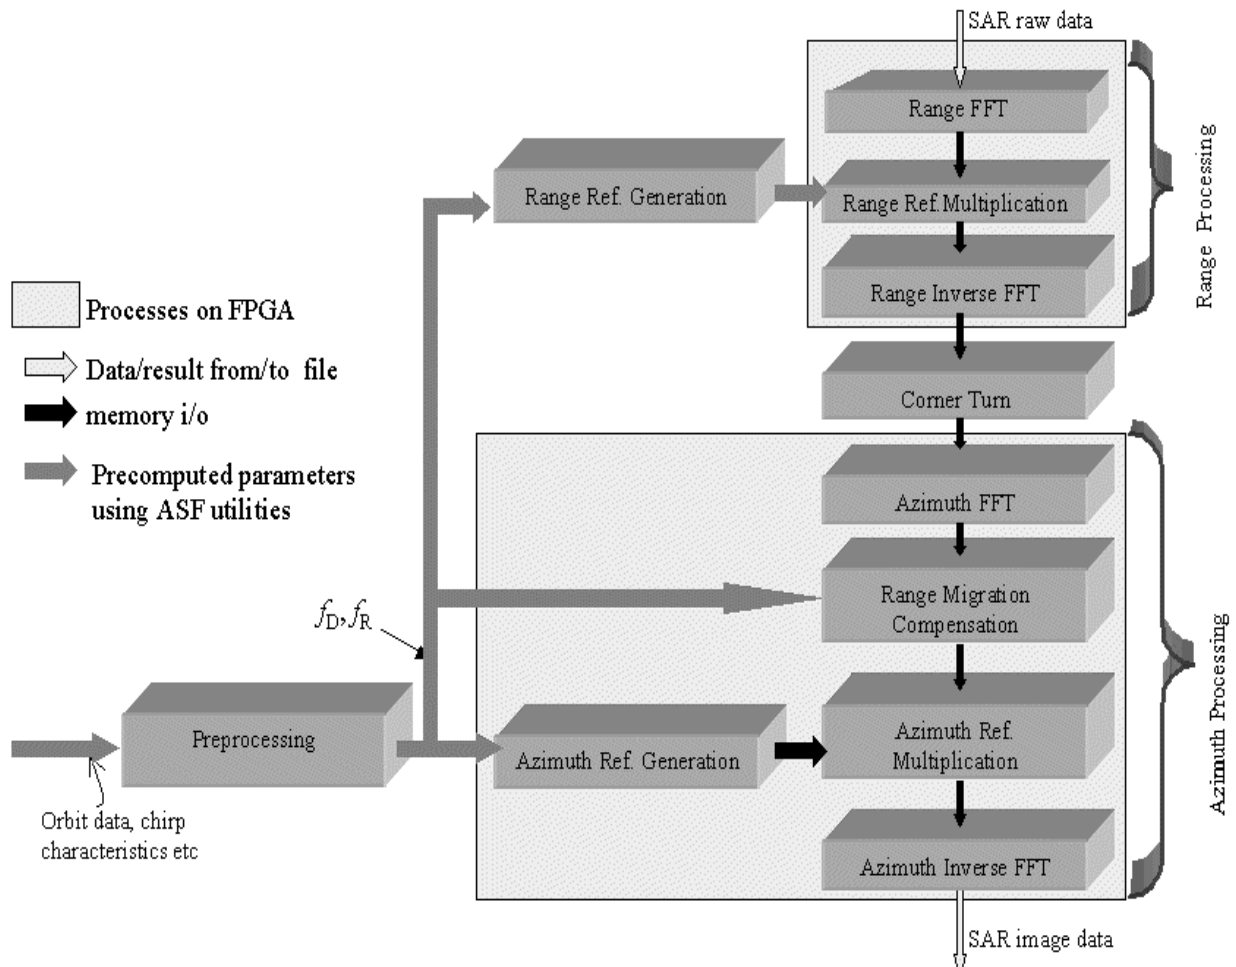 SAR raw data
Range FFT
Range Ref. Generation
Range Ref.Multiplication
Range Inverse FFT
Range Processing
Processes on FPGA
Data/result from/to file
memory i/o
Precomputed parameters
using ASF utilities
Corner Turn
Azimuth FFT
Range Migration
Compensation
fD, fR
Preprocessing
Azimuth Ref. Generation
Azimuth Ref.
Multiplication
Azimuth Processing
Orbit data, chirp
characteristics etc
Azimuth Inverse FFT
SAR image data